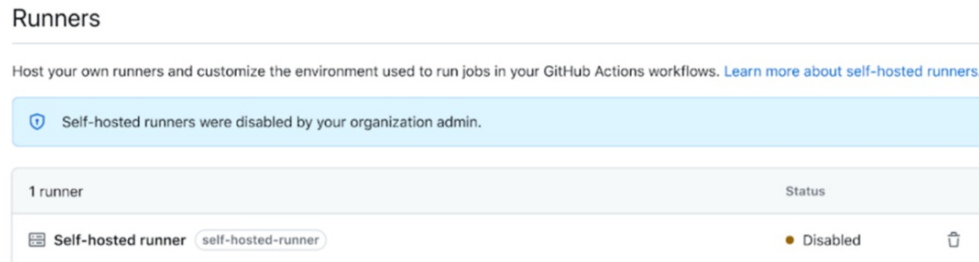 Runners
Host your own runners and customize the environment used to run jobs in your GitHub Actions workflows. Learn more about self-hosted runners
Self-hosted runners were disabled by your organization admin.
1 runner Status
Self-hosted runner self-hosted-runner Disabled